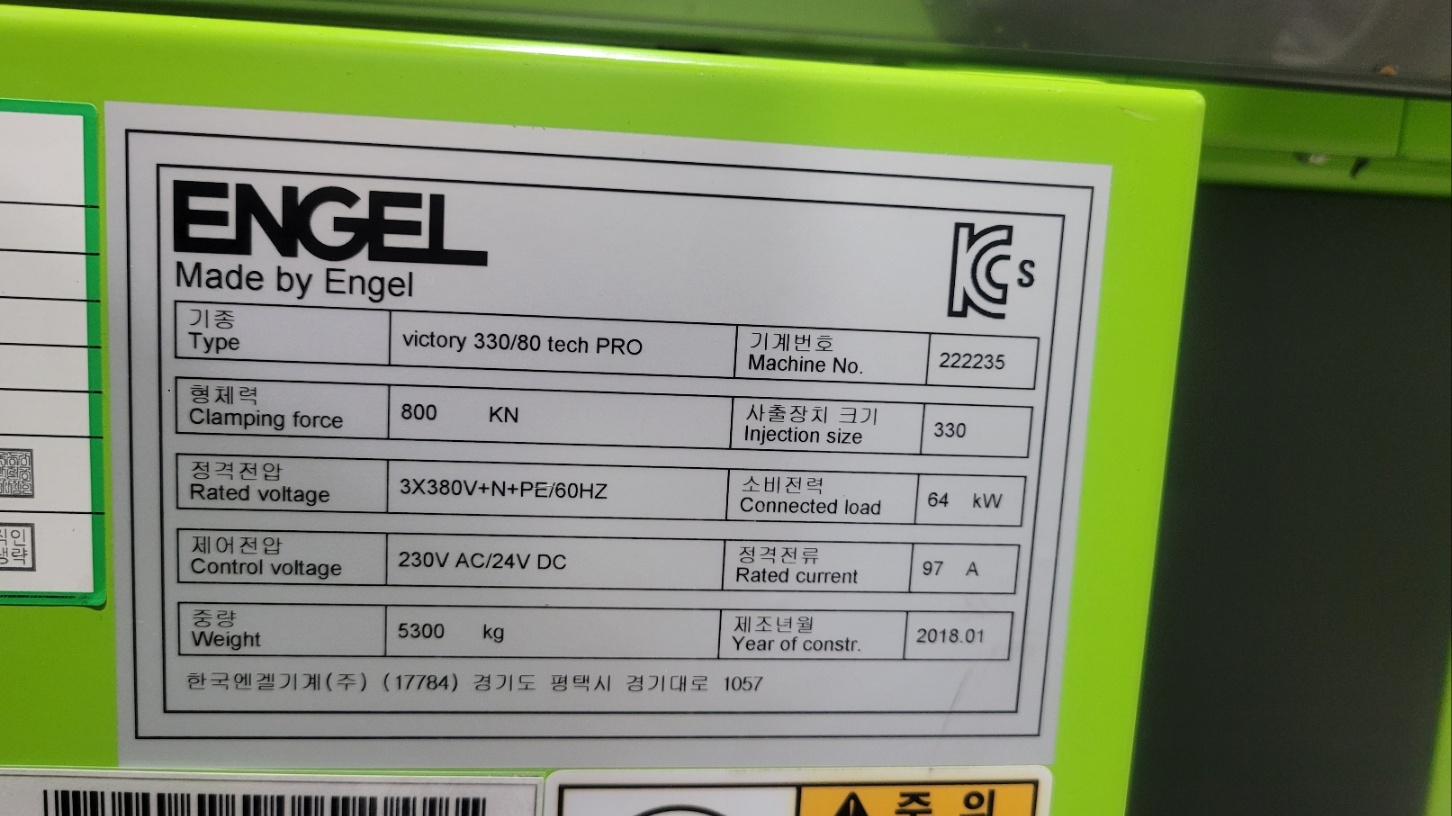 ENGEL
Made by Engel
KCs
기종
Type
victory 330/80 tech PRO
기계번호
Machine No.
222235
형체력
Clamping force
800 KN
사출장치 크기
Injection size
330
정격전압
Rated voltage
3X380V+N+PE/60HZ
소비전력
Connected load
64 kW
제어전압
Control voltage
230V AC/24V DC
정격전류
Rated current
97 A
중량
Weight
5300 kg
제조년월
Year of constr.
2018.01
한국엔겔기계(주) (17784) 경기도 평택시 경기대로 1057
직인
생략
주 의